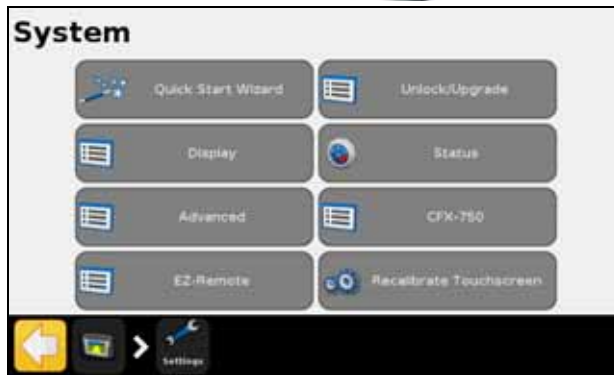 System
Quick Start Wizard
Unlock/Upgrade
Display
Status
Advanced
CFX-750
EZ-Remote
Recalibrate Touchscreen
Settings